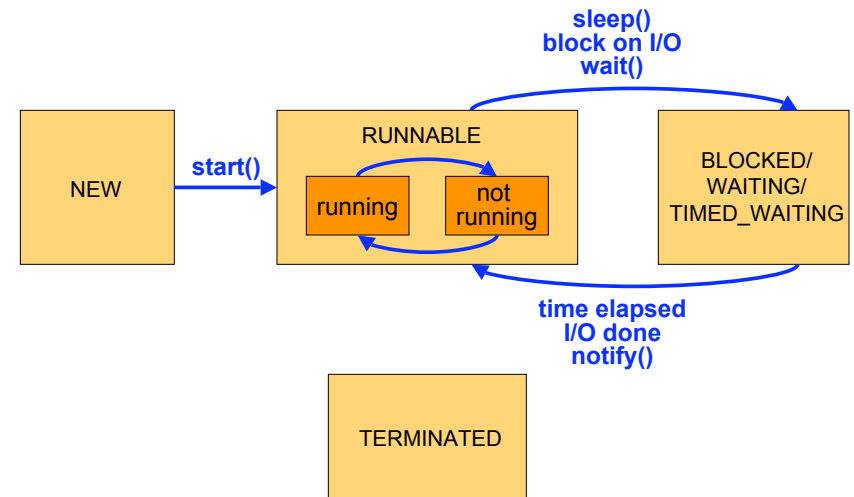 sleep()
block on I/O
wait()
NEW
start()
RUNNABLE
running
not
running
BLOCKED/
WAITING/
TIMED_WAITING
time elapsed
I/O done
notify()
TERMINATED